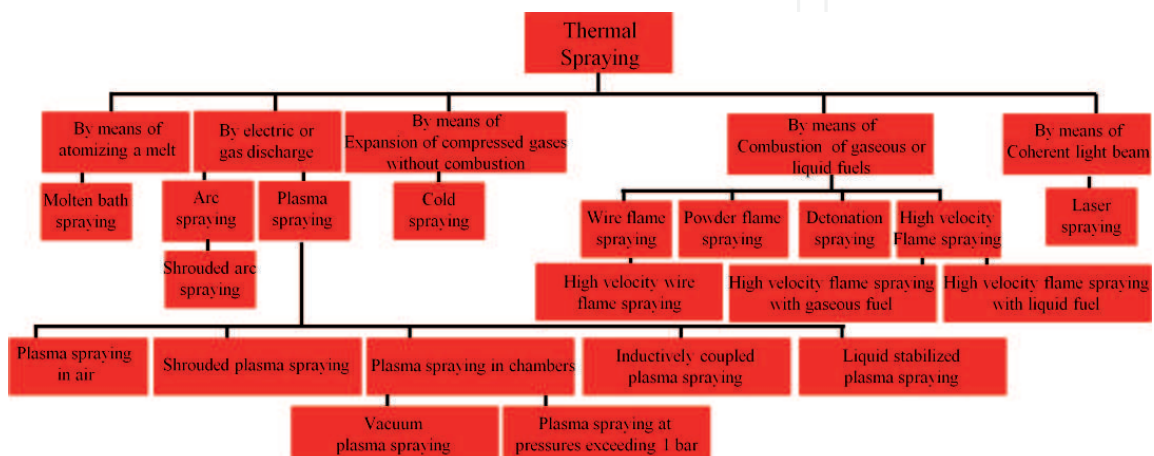 Thermal
Spraying
By means of
atomizing a melt
By electric or
gas discharge
By means of
Expansion of compressed gases
without combustion
By means of
Combustion of gaseous or
liquid fuels
By means of
Coherent light beam
Molten bath
spraying
Arc
spraying
Plasma
spraying
Cold
spraying
Wire flame
spraying
Powder flame
spraying
Detonation
spraying
High velocity
Flame spraying
Laser
spraying
Shrouded arc
spraying
High velocity wire
flame spraying
High velocity flame spraying
with gaseous fuel
High velocity flame spraying
with liquid fuel
Plasma spraying
in air
Shrouded plasma spraying
Plasma spraying in chambers
Inductively coupled
plasma spraying
Liquid stabilized
plasma spraying
Vacuum
plasma spraying
Plasma spraying at
pressures exceeding 1 bar